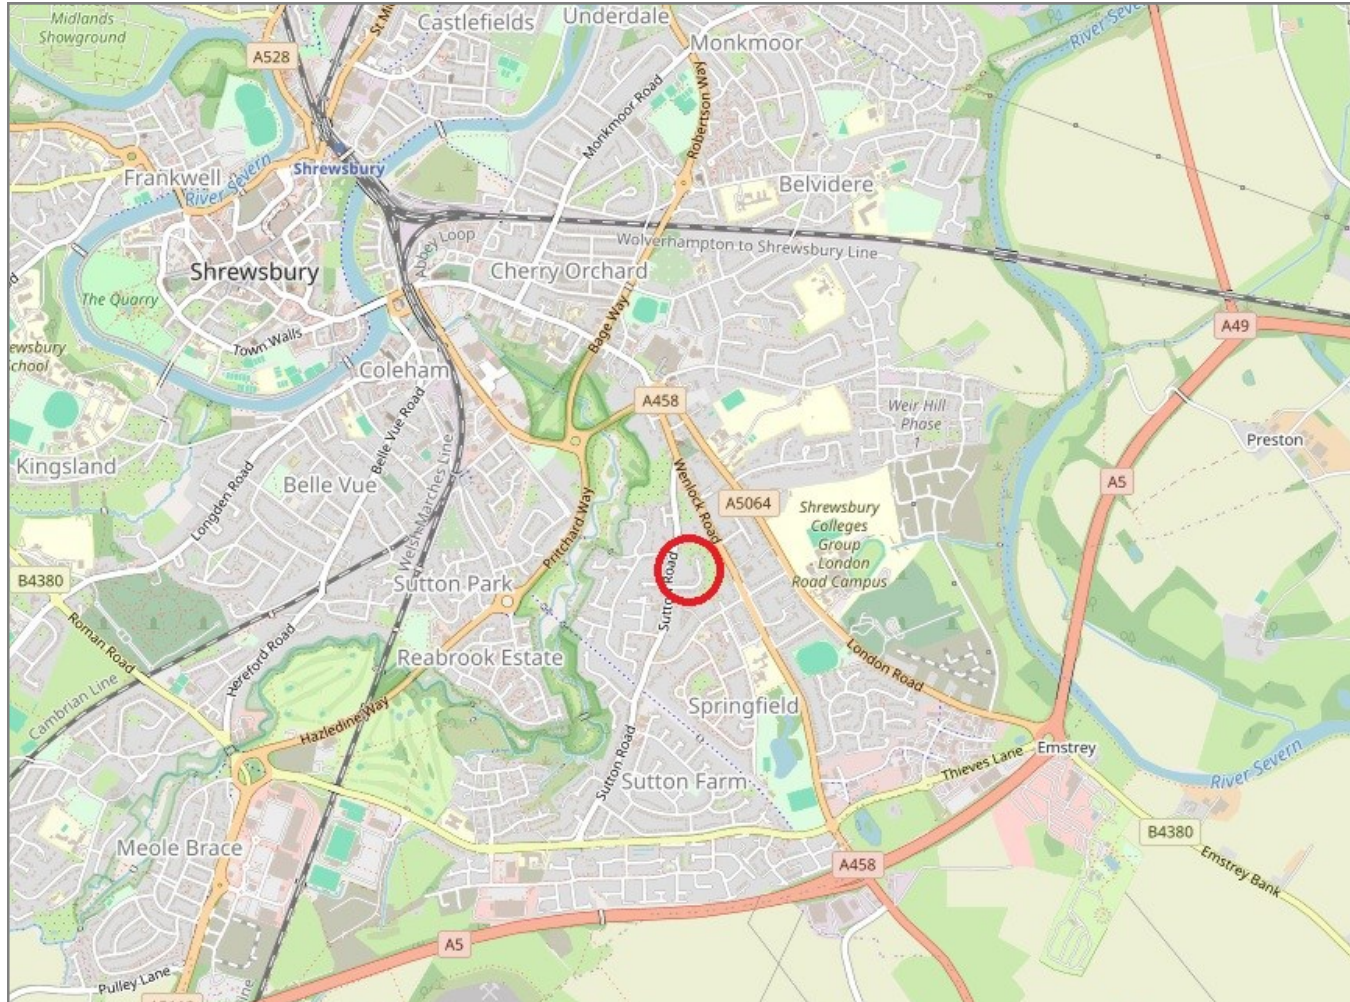 Midlands
Showground
Castlefields
Underdale
St.Mi
A528
Monkmoor
River Severn
Monkmoor Road
Robertson Way
Shrewsbury
Frankwell
River Severn
Belvidere
Abbey Loop
Wolverhampton to Shrewsbury Line
Shrewsbury
Cherry Orchard
The Quarry
Bage Way
A49
Town Walls
ewsbury
chool
Coleham
A458
Weir Hill
Phase
1
Belle Vue Road
Preston
Kingsland
Longden Road
Belle Vue
Welsh Marches Line
Wenlock Road
A5
A5064
Shrewsbury
Colleges
Group
London
Road Campus
Pritchard Way
B4380
Sutton Park
Sutton Road
Roman Road
Hereford Road
Reabrook Estate
London Road
Cambrian Line
Hazledine Way
Springfield
Emstrey
Thieves Lane
River Severn
Sutton Road
Sutton Farm
B4380
Meole Brace
A458
Emstrey Bank
A5
Pulley Lane